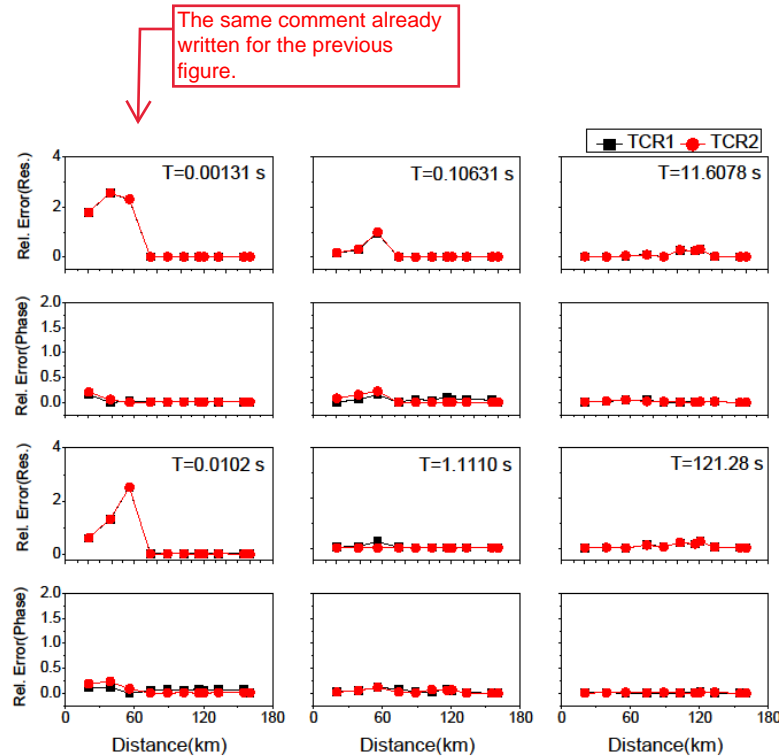 The same comment already
written for the previous
figure.
TCR1 TCR2
4
2
0
Rel. Error(Res.)
T=0.00131 s
T=0.10631 s
T=11.6078 s
2.0
1.5
1.0
0.5
0.0
Rel. Error(Phase)
4
2
0
Rel. Error(Res.)
T=0.0102 s
T=1.1110 s
T=121.28 s
2.0
1.5
1.0
0.5
0.0
Rel. Error(Phase)
0 60 120 180 0 60 120 180 0 60 120 180
Distance(km) Distance(km) Distance(km)